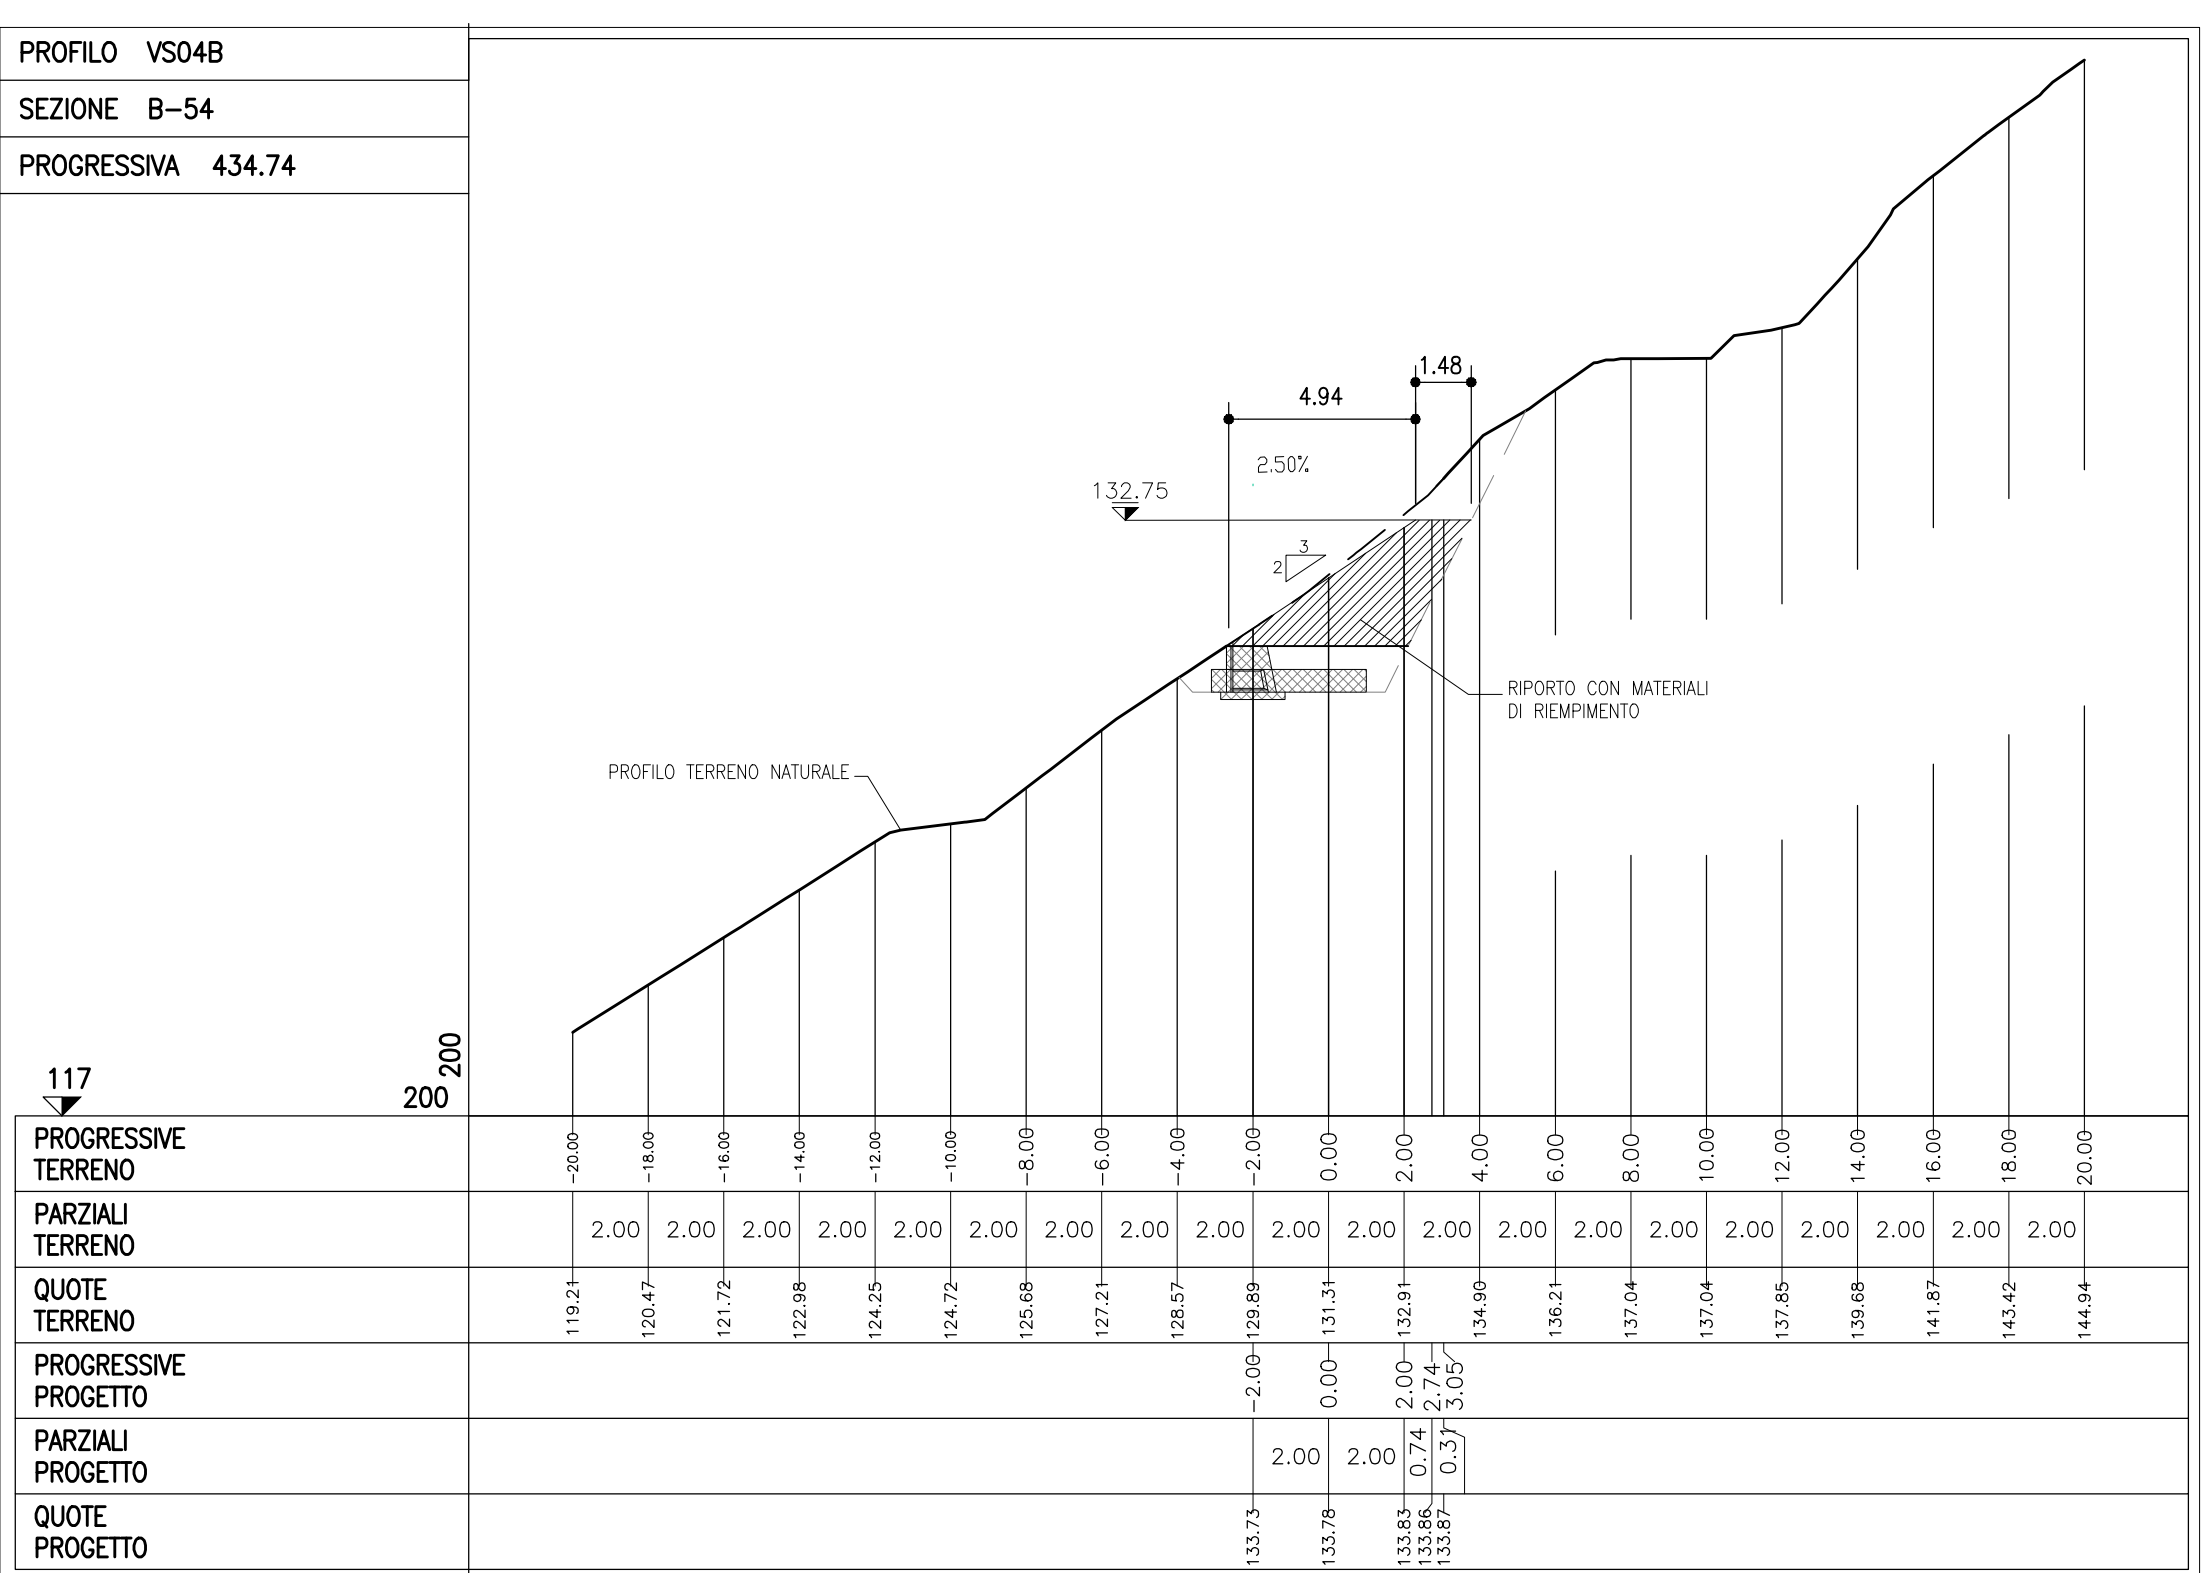 PROFILO VS04B
SEZIONE B-54
PROGRESSIVA 434.74
1.48
4.94
2.50%
132.75
3
2
RIPORTO CON MATERIALI
DI RIEMPIMENTO
PROFILO TERRENO NATURALE
200
117
200
PROGRESSIVE
TERRENO
-20.00 -18.00 -16.00 -14.00 -12.00 -10.00 -8.00 -6.00 -4.00 -2.00 0.00 2.00 4.00 6.00 8.00 10.00 12.00 14.00 16.00 18.00 20.00
PARZIALI
TERRENO
2.00 2.00 2.00 2.00 2.00 2.00 2.00 2.00 2.00 2.00 2.00 2.00 2.00 2.00 2.00 2.00 2.00 2.00 2.00 2.00
QUOTE
TERRENO
119.21 120.47 121.72 122.98 124.25 124.72 125.68 127.21 128.57 129.89 131.31 132.91 134.90 136.21 137.04 137.04 137.85 139.68 141.87 143.42 144.94
PROGRESSIVE
PROGETTO
-2.00 0.00 2.00 2.74 3.05
PARZIALI
PROGETTO
2.00 2.00 0.74 0.31
QUOTE
PROGETTO
133.73 133.78 133.83 133.86 133.87